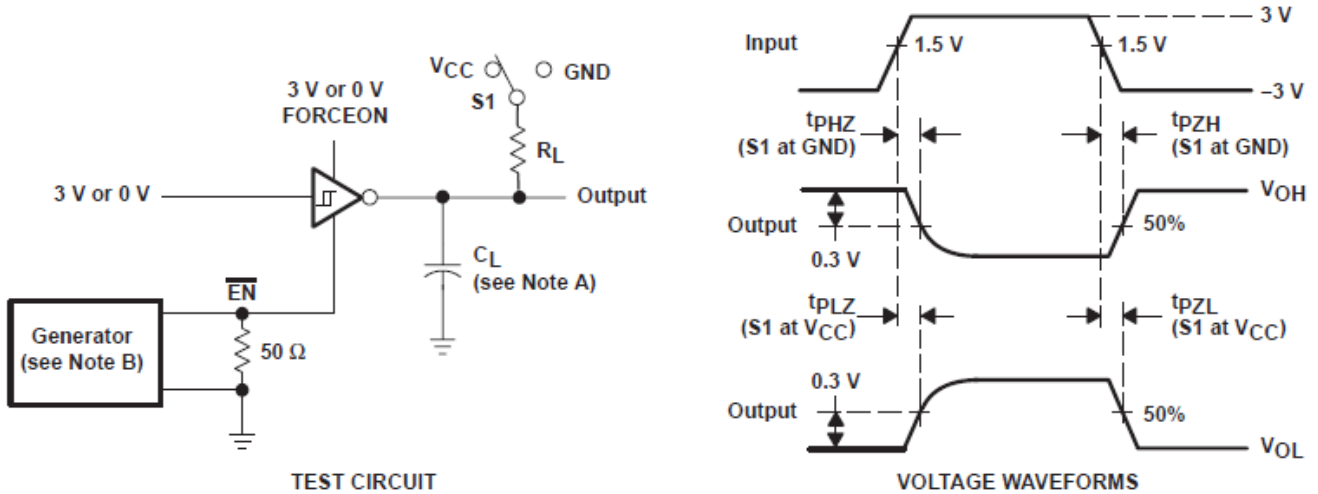 VCC
GND
S1
3 V or 0 V
FORCEON
RL
3 V or 0 V
Output
CL
(see Note A)
EN
Generator
(see Note B)
50 Ω
TEST CIRCUIT
Input
1.5 V
1.5 V
3 V
–3 V
tPHZ
(S1 at GND)
tPZH
(S1 at GND)
Output
0.3 V
VOH
50%
tPLZ
(S1 at VCC)
tPZL
(S1 at VCC)
0.3 V
Output
50%
VOL
VOLTAGE WAVEFORMS